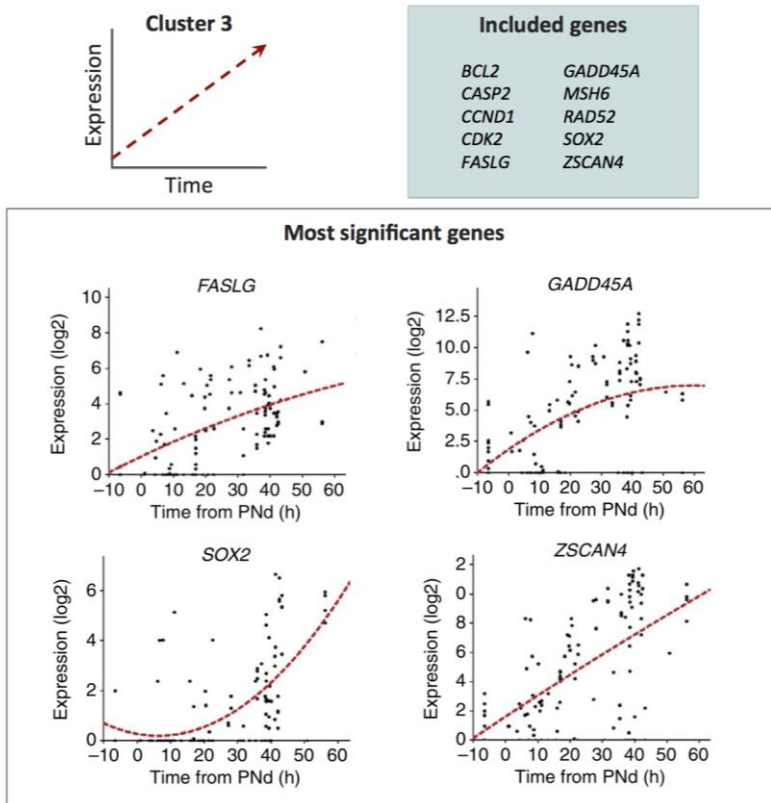 Cluster 3
Expression
Time
Included genes
BCL2 GADD45A
CASP2 MSH6
CCND1 RAD52
CDK2 SOX2
FASLG ZSCAN4
Most significant genes
FASLG
Expression (log2)
10
8
6
4
2
0
−10 0 10 20 30 40 50 60
Time from PNd (h)
GADD45A
Expression (log2)
12.5
10.0
7.5
5.0
2.5
.0
−10 0 10 20 30 40 50 60
Time from PNd (h)
SOX2
Expression (log2)
6
4
2
0
−10 0 10 20 30 40 50 60
Time from PNd (h)
ZSCAN4
Expression (log2)
2
0
8
6
4
2
0
−10 0 10 20 30 40 50 60
Time from PNd (h)